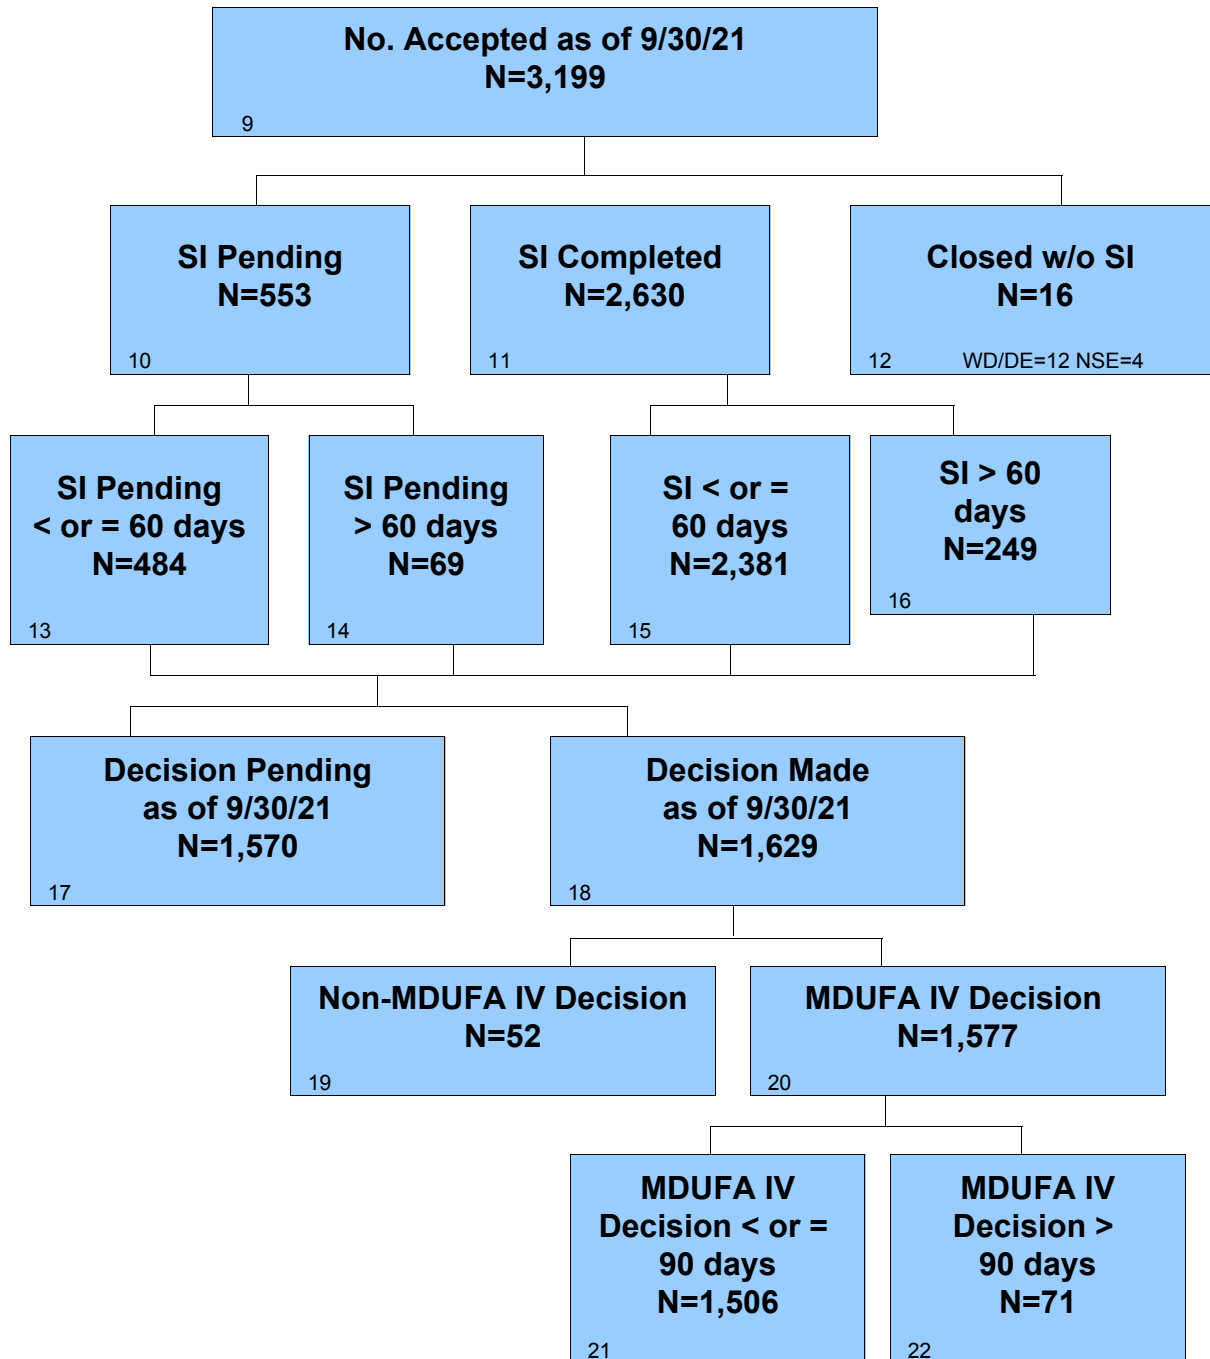 No. Accepted as of 9/30/21
N=3,199
9
SI Pending
N=553
10
SI Completed
N=2,630
11
Closed w/o SI
N=16
12 WD/DE=12 NSE=4
SI Pending
< or = 60 days
N=484
13
SI Pending
> 60 days
N=69
14
SI < or =
60 days
N=2,381
15
SI > 60
days
N=249
16
Decision Pending
as of 9/30/21
N=1,570
17
Decision Made
as of 9/30/21
N=1,629
18
Non-MDUFA IV Decision
N=52
19
MDUFA IV Decision
N=1,577
20
MDUFA IV
Decision < or =
90 days
N=1,506
21
MDUFA IV
Decision >
90 days
N=71
22